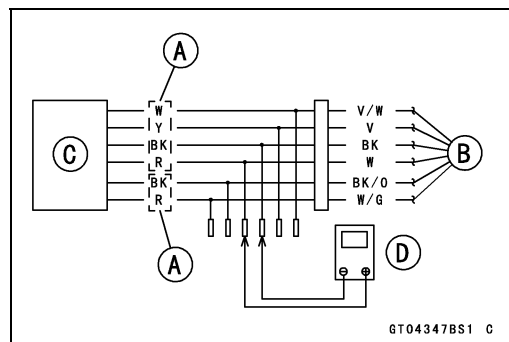 A
W V/W
Y V
C BK BK B
R W
BK BK/O
R W/G
A D
GT04347BS1 C